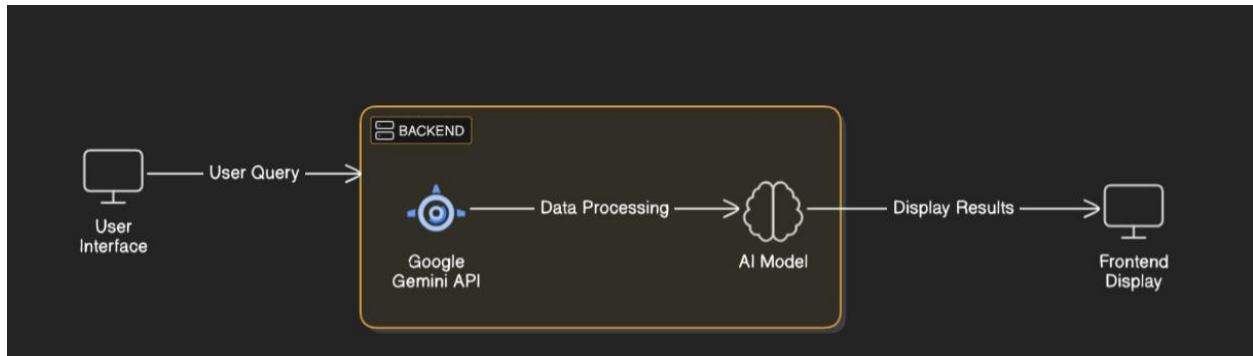 BACKEND
User Query
User
Interface
Data Processing
Google
Gemini API
AI Model
Display Results
Frontend
Display